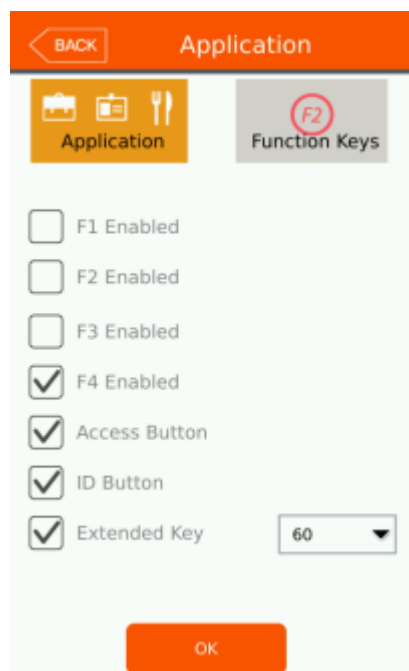 BACK
Application
Application
F2
Function Keys
F1 Enabled
F2 Enabled
F3 Enabled
F4 Enabled
Access Button
ID Button
Extended Key
60
OK